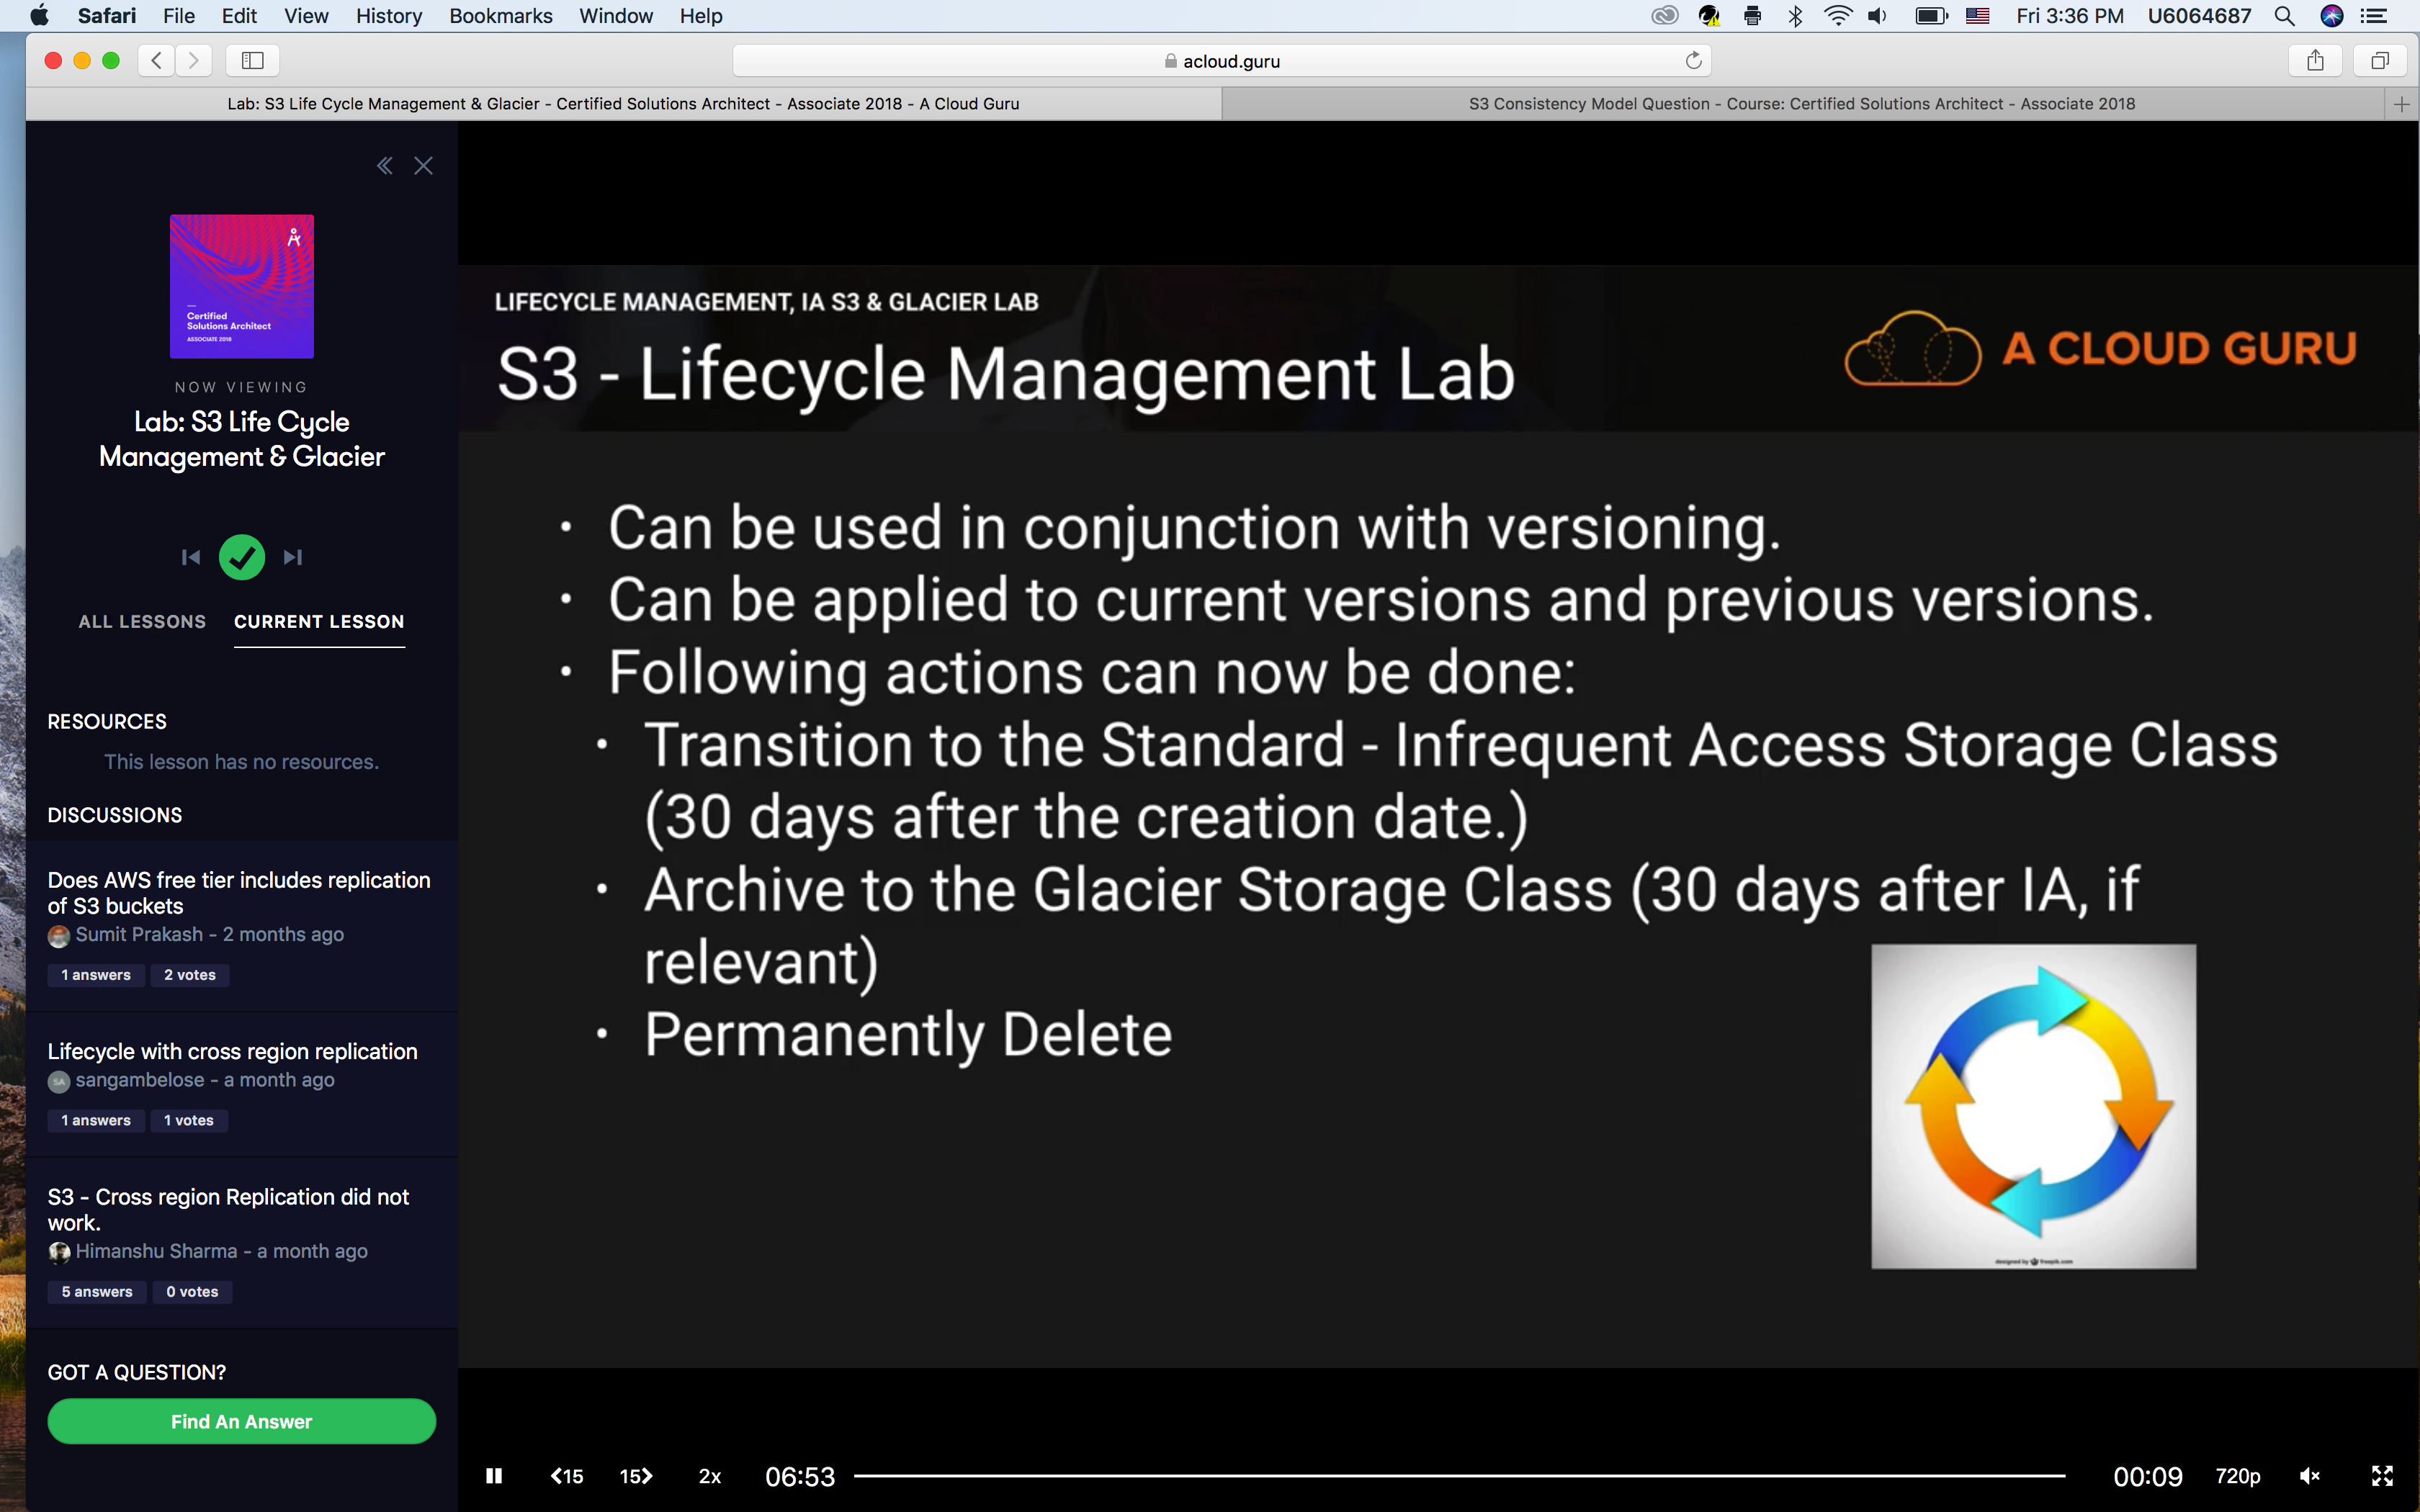 Safari File Edit View History Bookmarks Window Help Fri 3:36 PM U6064687
acloud.guru
Lab: S3 Life Cycle Management & Glacier - Certified Solutions Architect - Associate 2018 - A Cloud Guru
S3 Consistency Model Question - Course: Certified Solutions Architect - Associate 2018
Certified
Solutions Architect
ASSOCIATE 2018
NOW VIEWING
Lab: S3 Life Cycle
Management & Glacier
ALL LESSONS CURRENT LESSON
RESOURCES
This lesson has no resources.
DISCUSSIONS
Does AWS free tier includes replication
of S3 buckets
Sumit Prakash - 2 months ago
1 answers 2 votes
Lifecycle with cross region replication
SA sangambelose - a month ago
1 answers 1 votes
S3 - Cross region Replication did not
work.
Himanshu Sharma - a month ago
5 answers 0 votes
GOT A QUESTION?
Find An Answer
LIFECYCLE MANAGEMENT, IA S3 & GLACIER LAB
S3 - Lifecycle Management Lab
A CLOUD GURU
• Can be used in conjunction with versioning.
• Can be applied to current versions and previous versions.
• Following actions can now be done:
• Transition to the Standard - Infrequent Access Storage Class
(30 days after the creation date.)
• Archive to the Glacier Storage Class (30 days after IA, if
relevant)
• Permanently Delete
designed by freepik.com
15 15 2x 06:53 00:09 720p